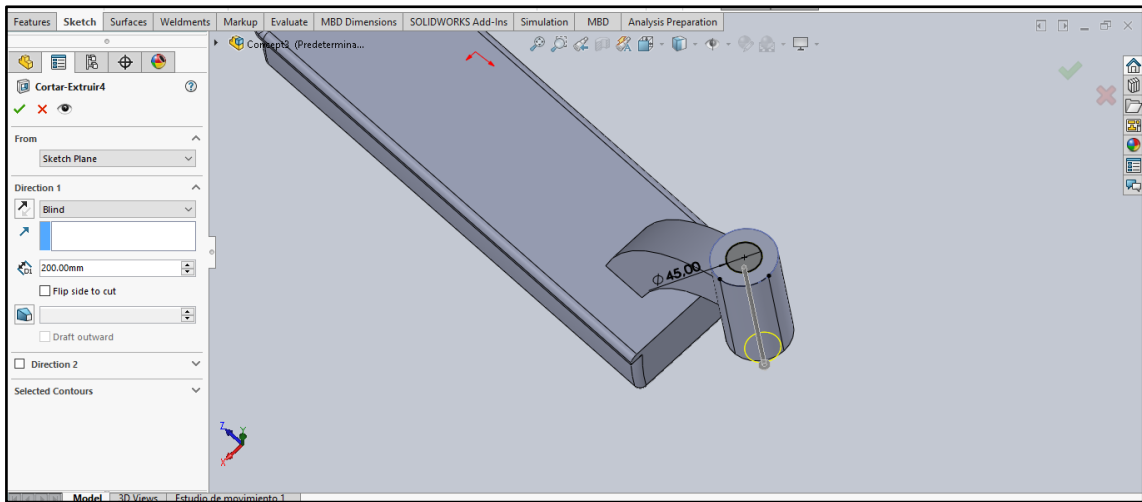 Features Sketch Surfaces Weldments Markup Evaluate MBD Dimensions SOLIDWORKS Add-Ins Simulation MBD Analysis Preparation
Concept3 (Predetermina...
Cortar-Extruir4
From
Sketch Plane
Direction 1
Blind
D1
200.00mm
Flip side to cut
Draft outward
Direction 2
Selected Contours
Ø 45,00
Z
Y
X
Model 3D Views Estudio de movimiento 1